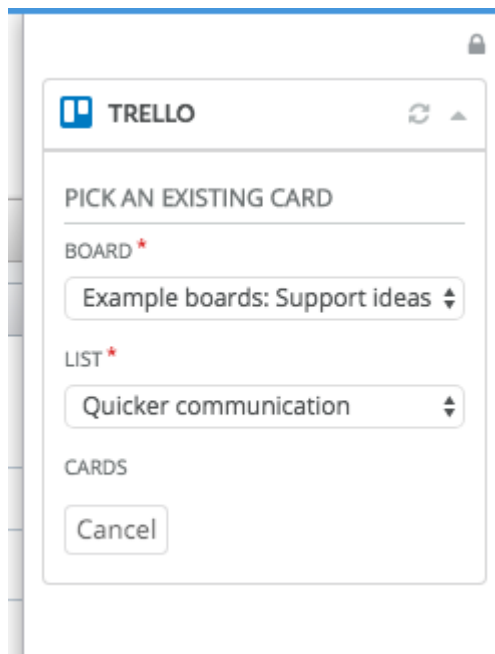 TRELLO
PICK AN EXISTING CARD
BOARD *
Example boards: Support ideas
LIST *
Quicker communication
CARDS
Cancel